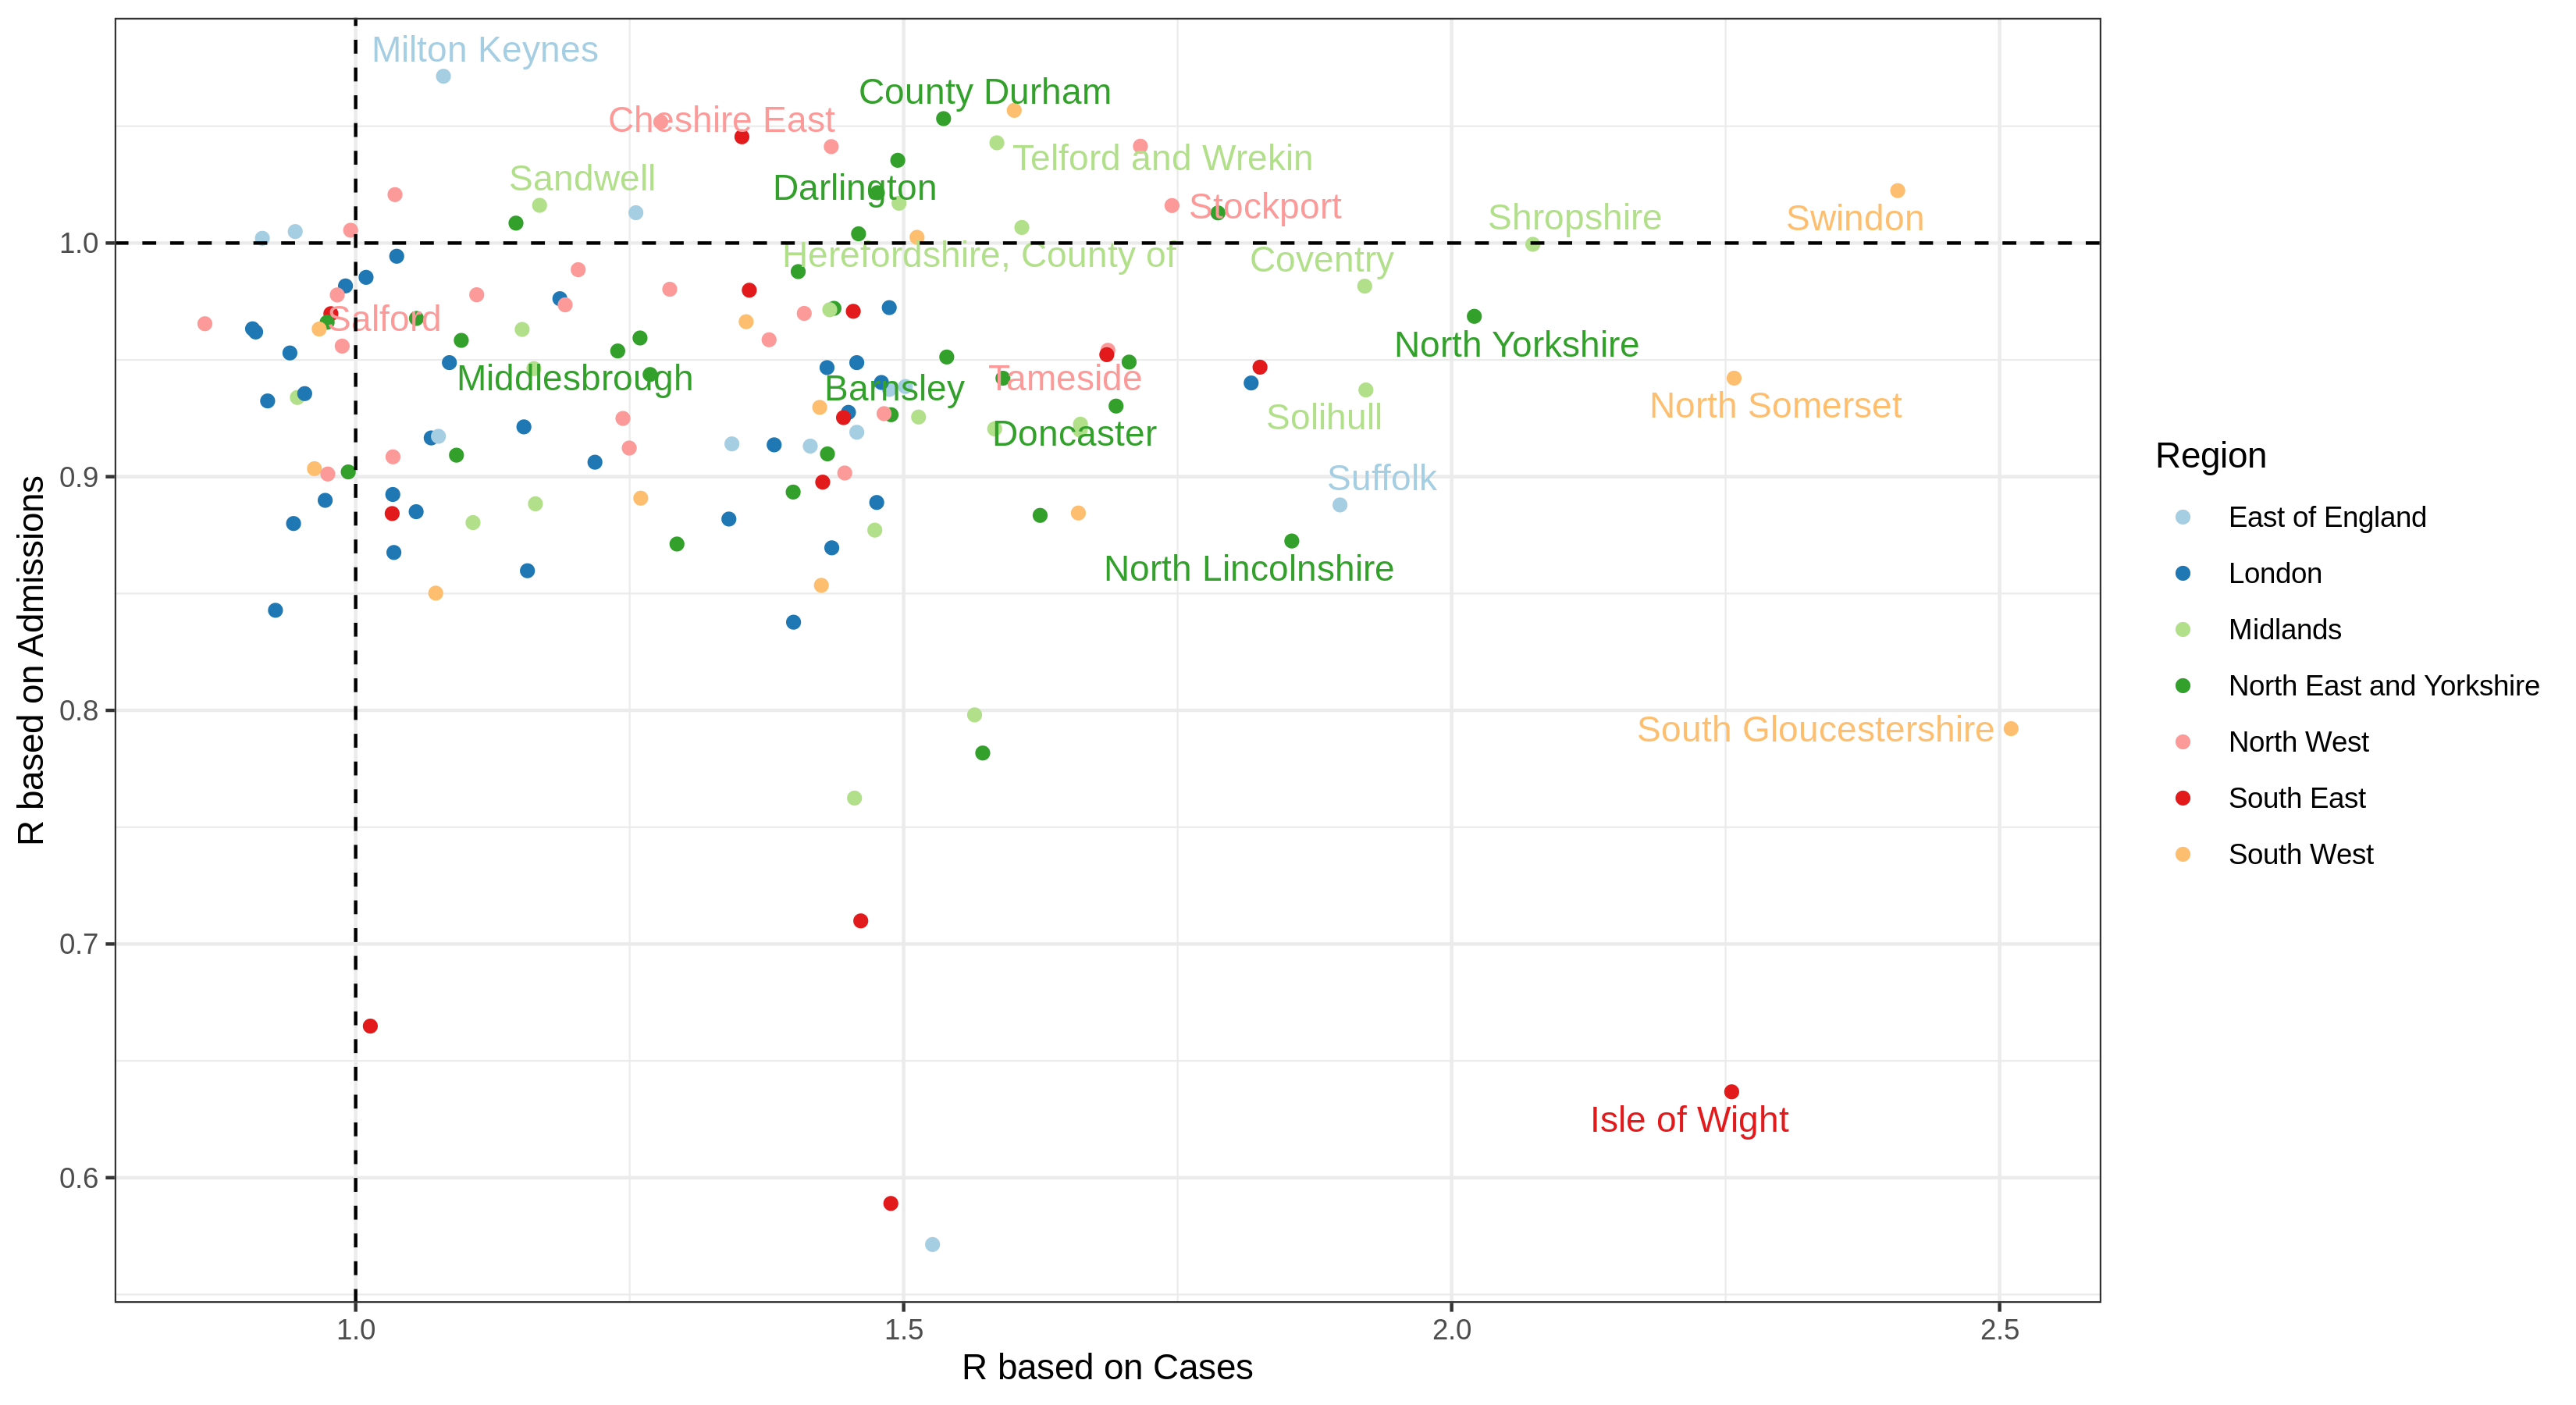 Milton Keynes
County Durham
Cheshire East
Telford and Wrekin
Sandwell
Darlington
Stockport
Shropshire
Swindon
Herefordshire, County of
Coventry
Salford
North Yorkshire
Middlesbrough
Barnsley
Tameside
North Somerset
Solihull
Doncaster
Suffolk
North Lincolnshire
South Gloucestershire
Isle of Wight
1.0
0.9
0.8
0.7
0.6
R based on Admissions
1.0
1.5
2.0
2.5
R based on Cases
Region
East of England
London
Midlands
North East and Yorkshire
North West
South East
South West